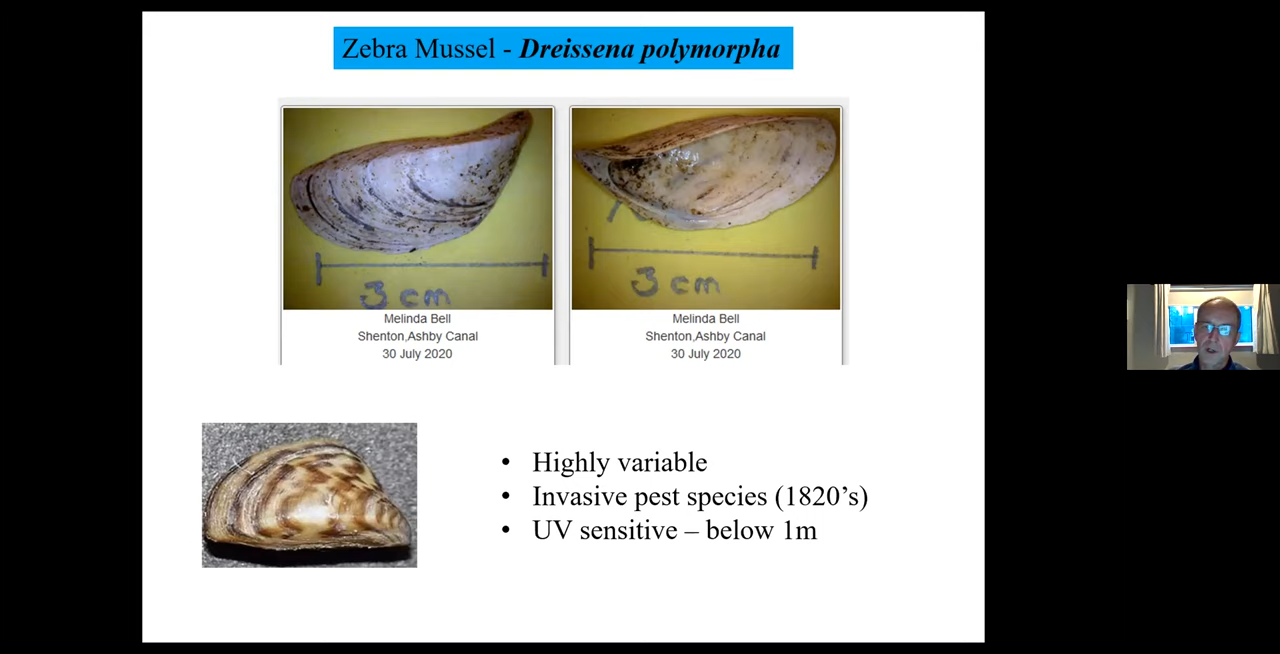 Zebra Mussel - Dreissena polymorpha
3 cm
3 cm
Melinda Bell
Shenton,Ashby Canal
30 July 2020
Melinda Bell
Shenton,Ashby Canal
30 July 2020
• Highly variable
• Invasive pest species (1820’s)
• UV sensitive – below 1m